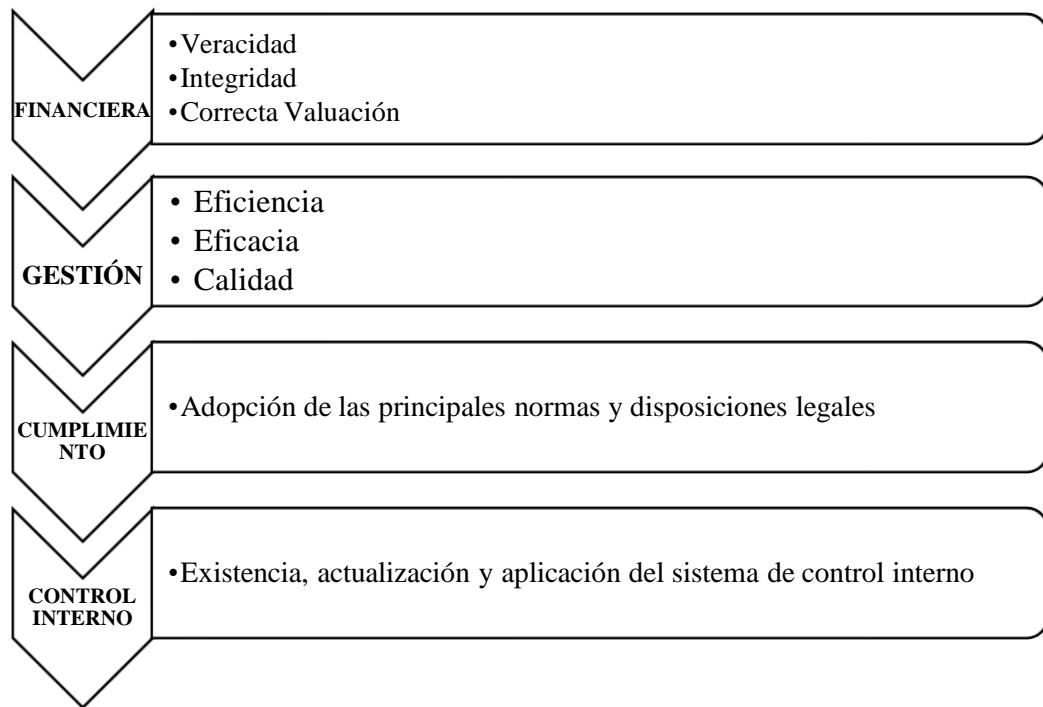 FINANCIERA
•Veracidad
•Integridad
•Correcta Valuación
GESTIÓN
• Eficiencia
• Eficacia
• Calidad
CUMPLIMIE
NTO
•Adopción de las principales normas y disposiciones legales
CONTROL
INTERNO
•Existencia, actualización y aplicación del sistema de control interno